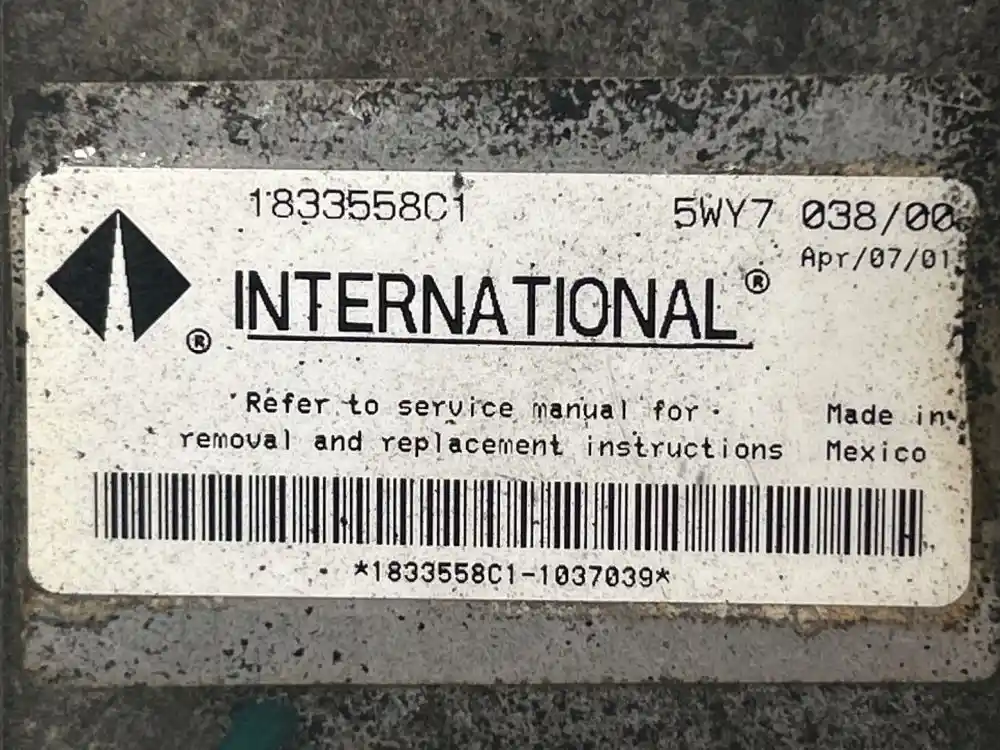 1833558C1
5WY7 038/00
Apr/07/01
INTERNATIONAL®
®
Refer to service manual for
removal and replacement instructions
Made in
Mexico
*1833558C1-1037039*